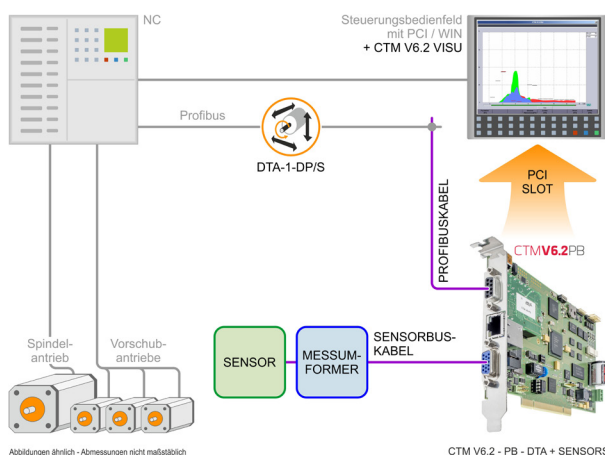 NC
Steuerungsbedienfeld
mit PCI / WIN
+ CTM V6.2 VISU
Profibus
DTA-1-DP/S
PROFIBUSKABEL
PCI
SLOT
CTMV6.2PB
Spindel-
antrieb
Vorschub-
antriebe
SENSOR
MESSUM-
FORMER
SENSORBUS-
KABEL
Abbildungen ähnlich - Abmessungen nicht maßstäblich
CTM V6.2 - PB - DTA + SENSORS